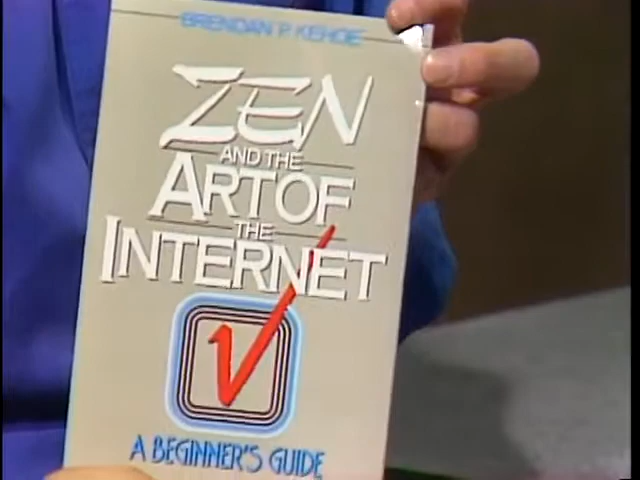 BRENDAN P. KEHOE
ZEN
AND THE
ART OF
THE
INTERNET
A BEGINNER'S GUIDE